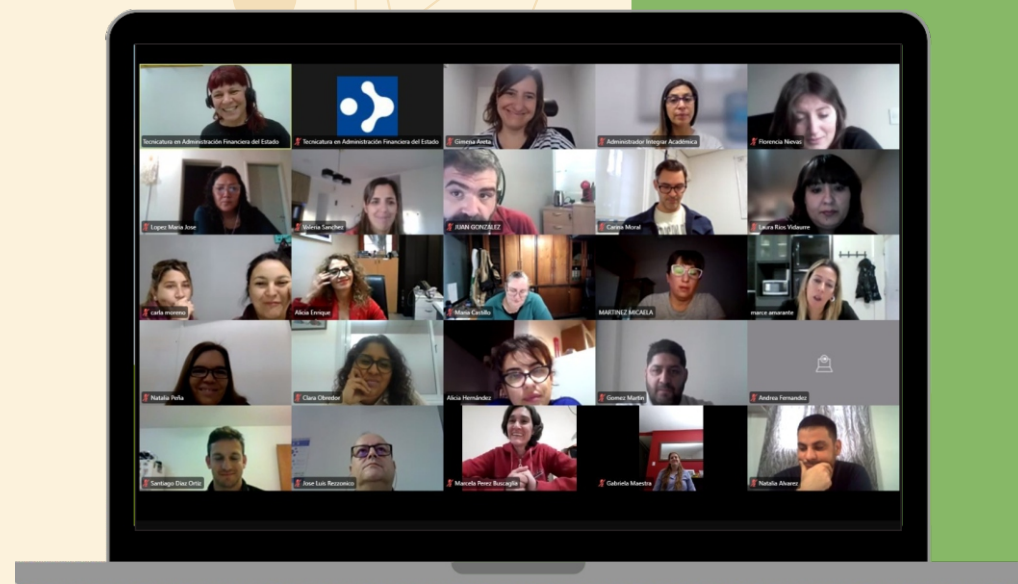 Tecnicatura en Administración Financiera del Estado
Tecnicatura en Administración Financiera del Estado
Gimena Areta
Administrador Integrar Académica
Florencia Nievas
Lopez Maria Jose
Valeria Sanchez
JUAN GONZÁLEZ
Carina Moral
Laura Rios Vidaurre
carla moreno
Alicia Enrique
Maria Castillo
MARTINEZ MICAELA
marce amarante
Natalia Peña
Clara Obredor
Alicia Hernández
Gomez Martin
Andrea Fernandez
Santiago Diaz Ortiz
Jose Luis Rezzonico
Marcela Perez Buscaglia
Gabriela Maestra
Natalia Alvarez